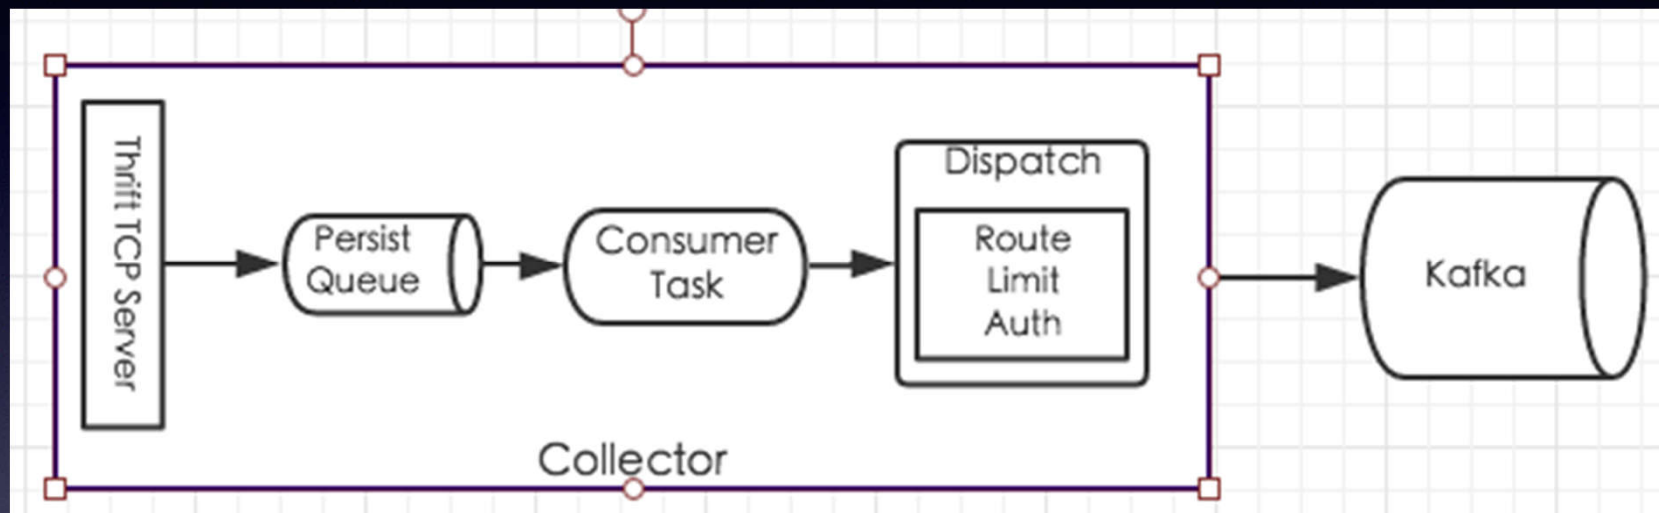 Thrift TCP Server
Persist
Queue
Consumer
Task
Dispatch
Route
Limit
Auth
Kafka
Collector